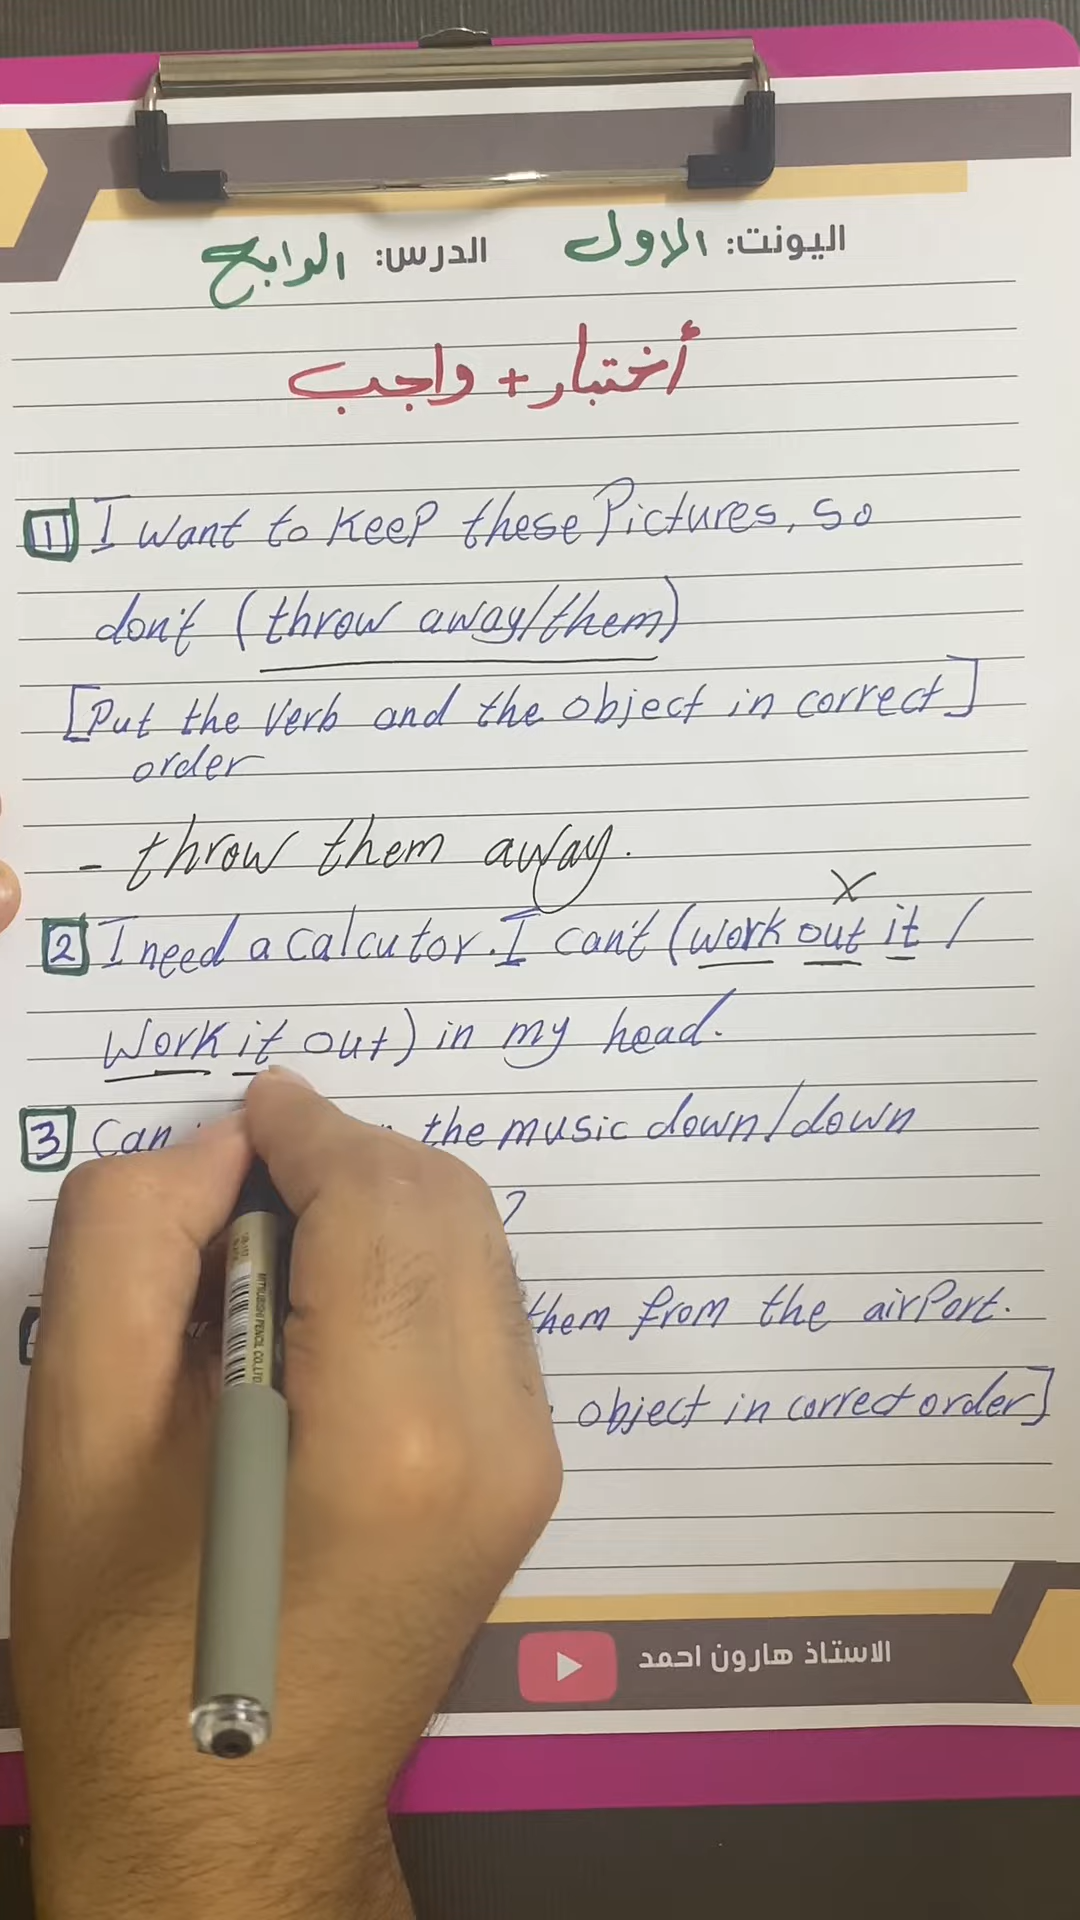 اليونت: الاول الدرس: الرابع
أختبار + واجب
1 I want to keep these Pictures, so
don't (throw away/them)
[Put the verb and the object in correct]
order
- throw them away.
x
2 I need a calcutor. I can't (work out it /
work it out) in my head.
3 Can the music down/down
?
them from the airport.
object in correct order]
الاستاذ هارون احمد